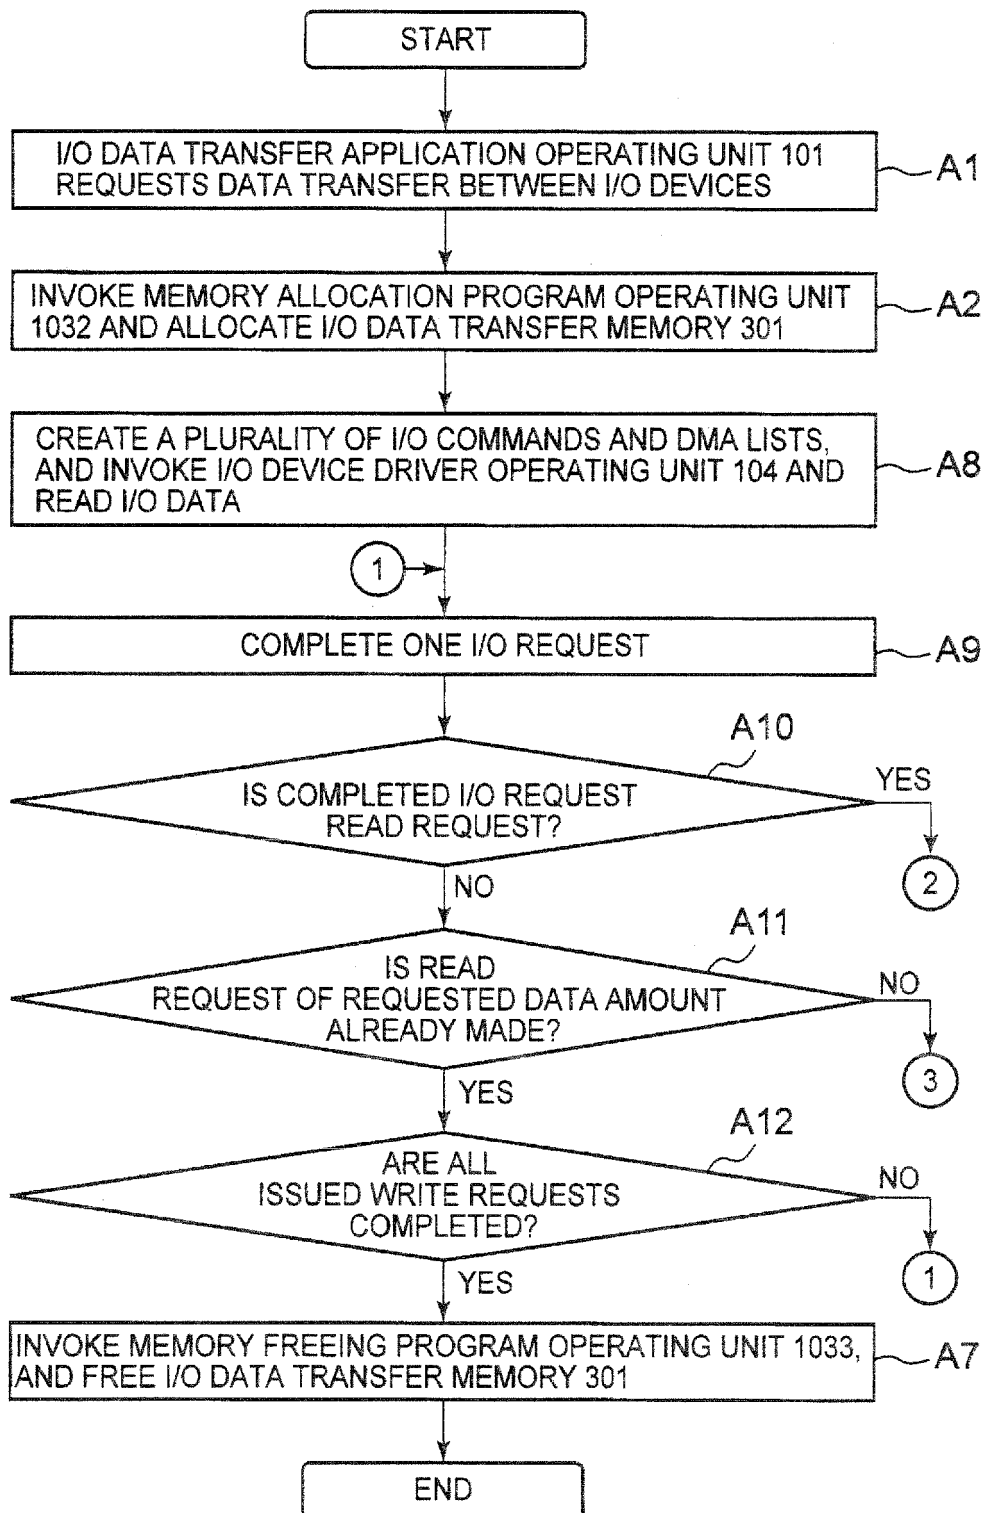 START
I/O DATA TRANSFER APPLICATION OPERATING UNIT 101
REQUESTS DATA TRANSFER BETWEEN I/O DEVICES
A1
INVOKE MEMORY ALLOCATION PROGRAM OPERATING UNIT
1032 AND ALLOCATE I/O DATA TRANSFER MEMORY 301
A2
CREATE A PLURALITY OF I/O COMMANDS AND DMA LISTS,
AND INVOKE I/O DEVICE DRIVER OPERATING UNIT 104 AND
READ I/O DATA
A8
1
COMPLETE ONE I/O REQUEST
A9
A10
IS COMPLETED I/O REQUEST
READ REQUEST?
YES
2
NO
A11
IS READ
REQUEST OF REQUESTED DATA AMOUNT
ALREADY MADE?
NO
3
YES
A12
ARE ALL
ISSUED WRITE REQUESTS
COMPLETED?
NO
1
YES
INVOKE MEMORY FREEING PROGRAM OPERATING UNIT 1033,
AND FREE I/O DATA TRANSFER MEMORY 301
A7
END